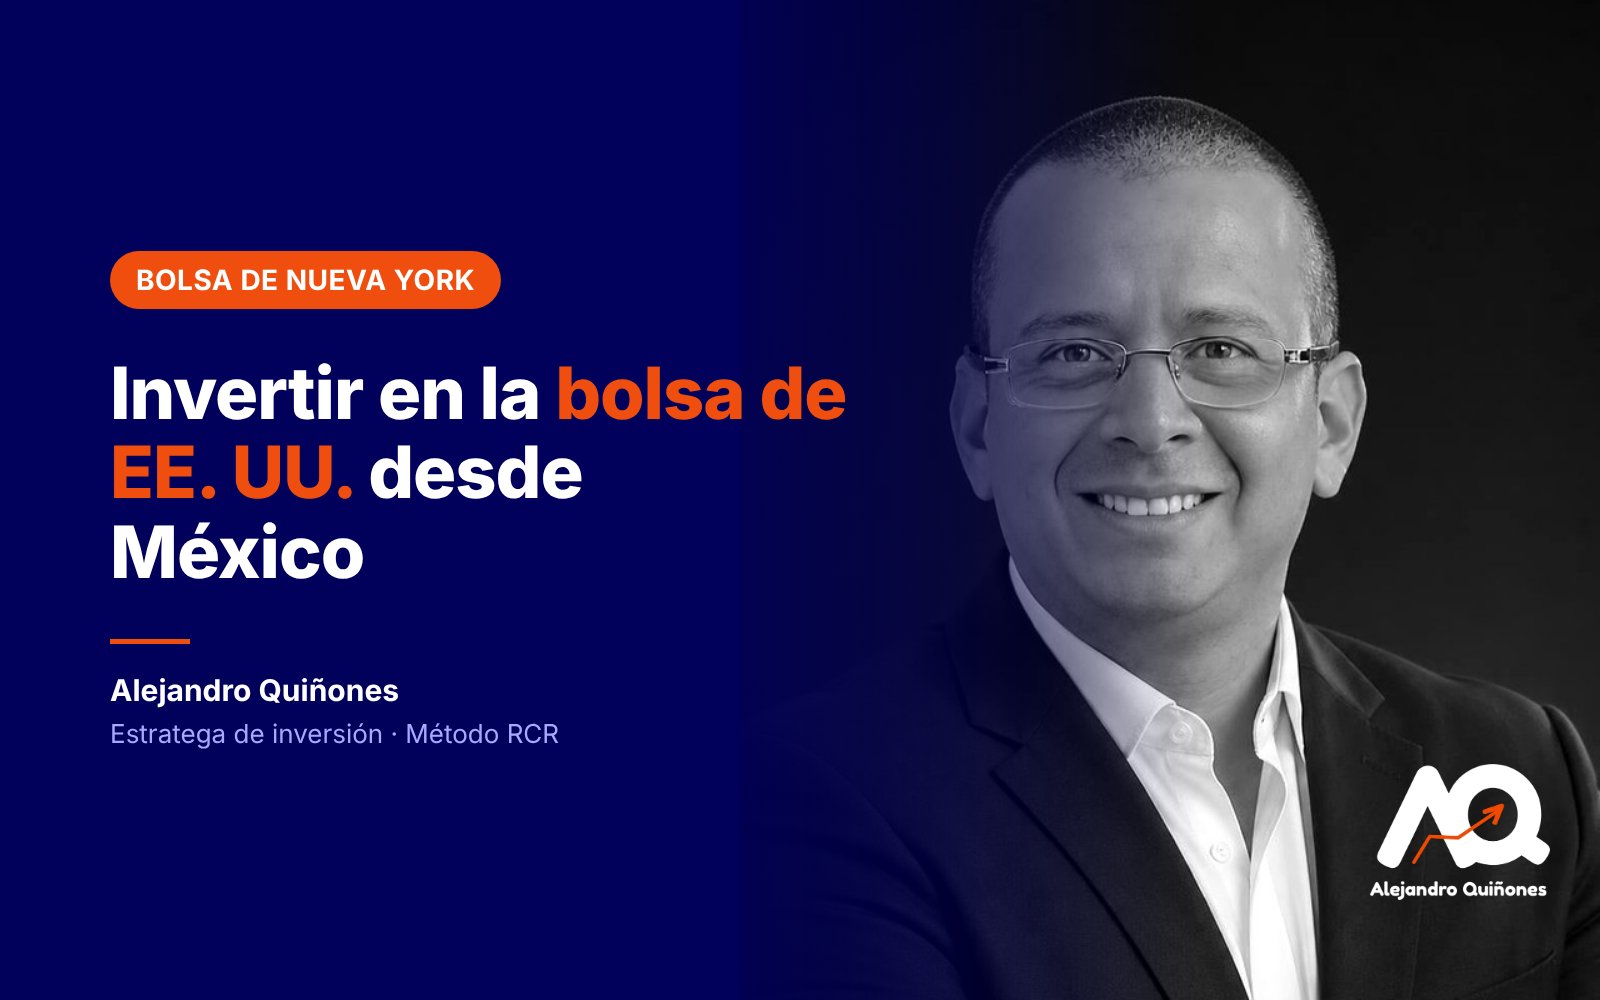 BOLSA DE NUEVA YORK
Invertir en la bolsa de
EE. UU. desde
México
Alejandro Quiñones
Estratega de inversión · Método RCR
AQ
Alejandro Quiñones